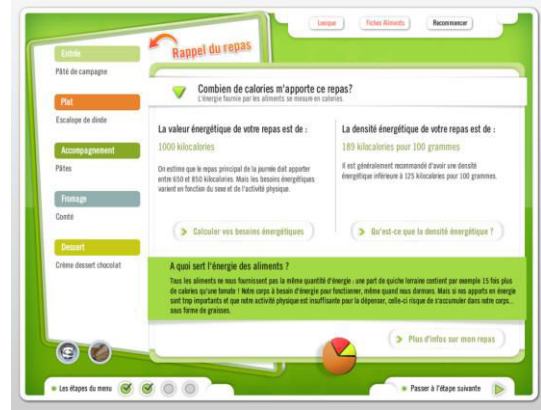 Lexique
Fiches Aliments
Recommencer
Rappel du repas
Entrée
Pâté de campagne
Plat
Escalope de dinde
Accompagnement
Pâtes
Fromage
Comté
Dessert
Crème dessert chocolat
Combien de calories m'apporte ce repas?
L'énergie fournie par les aliments se mesure en calories.
La valeur énergétique de votre repas est de :
1000 kilocalories
On estime que le repas principal de la journée doit apporter
entre 650 et 850 kilocalories. Mais les besoins énergétiques
varient en fonction du sexe et de l'activité physique.
Calculer vos besoins énergétiques
La densité énergétique de votre repas est de :
189 kilocalories pour 100 grammes
Il est généralement recommandé d'avoir une densité
énergétique inférieure à 125 kilocalories pour 100 grammes.
Qu'est-ce que la densité énergétique ?
A quoi sert l'énergie des aliments ?
Tous les aliments ne nous fournissent pas la même quantité d'énergie : une part de quiche lorraine contient par exemple 15 fois plus
de calories qu'une tomate ! Notre corps à besoin d'énergie pour fonctionner, même quand nous dormons. Mais si nos apports en énergie
sont trop importants et que notre activité physique est insuffisante pour la dépenser, celle-ci risque de s'accumuler dans notre corps...
sous forme de graisses.
Plus d'infos sur mon repas
Les étapes du menu
Passer à l'étape suivante